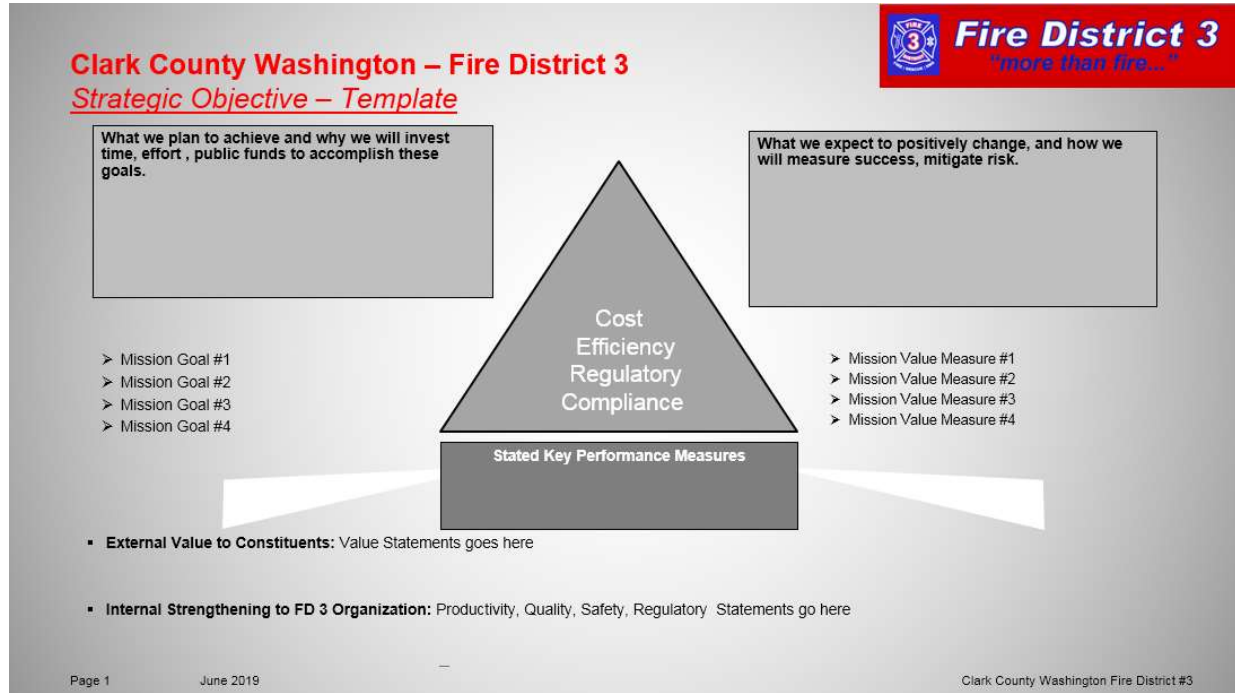 Clark County Washington – Fire District 3
Strategic Objective – Template
FIRE
3
DISTRICT
Fire District 3
"more than fire..."
What we plan to achieve and why we will invest
time, effort , public funds to accomplish these
goals.
What we expect to positively change, and how we
will measure success, mitigate risk.
Cost
Efficiency
Regulatory
Compliance
➢ Mission Goal #1
➢ Mission Goal #2
➢ Mission Goal #3
➢ Mission Goal #4
➢ Mission Value Measure #1
➢ Mission Value Measure #2
➢ Mission Value Measure #3
➢ Mission Value Measure #4
Stated Key Performance Measures
▪ External Value to Constituents: Value Statements goes here
▪ Internal Strengthening to FD 3 Organization: Productivity, Quality, Safety, Regulatory Statements go here
Page 1
June 2019
Clark County Washington Fire District #3